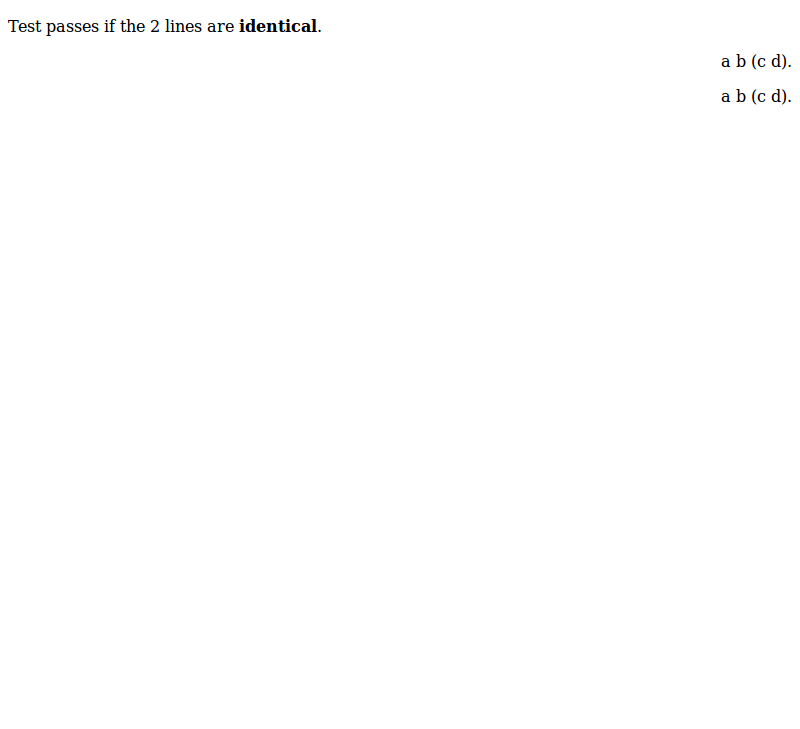 Test passes if the 2 lines are identical.
a b (c d).
a b (c d).